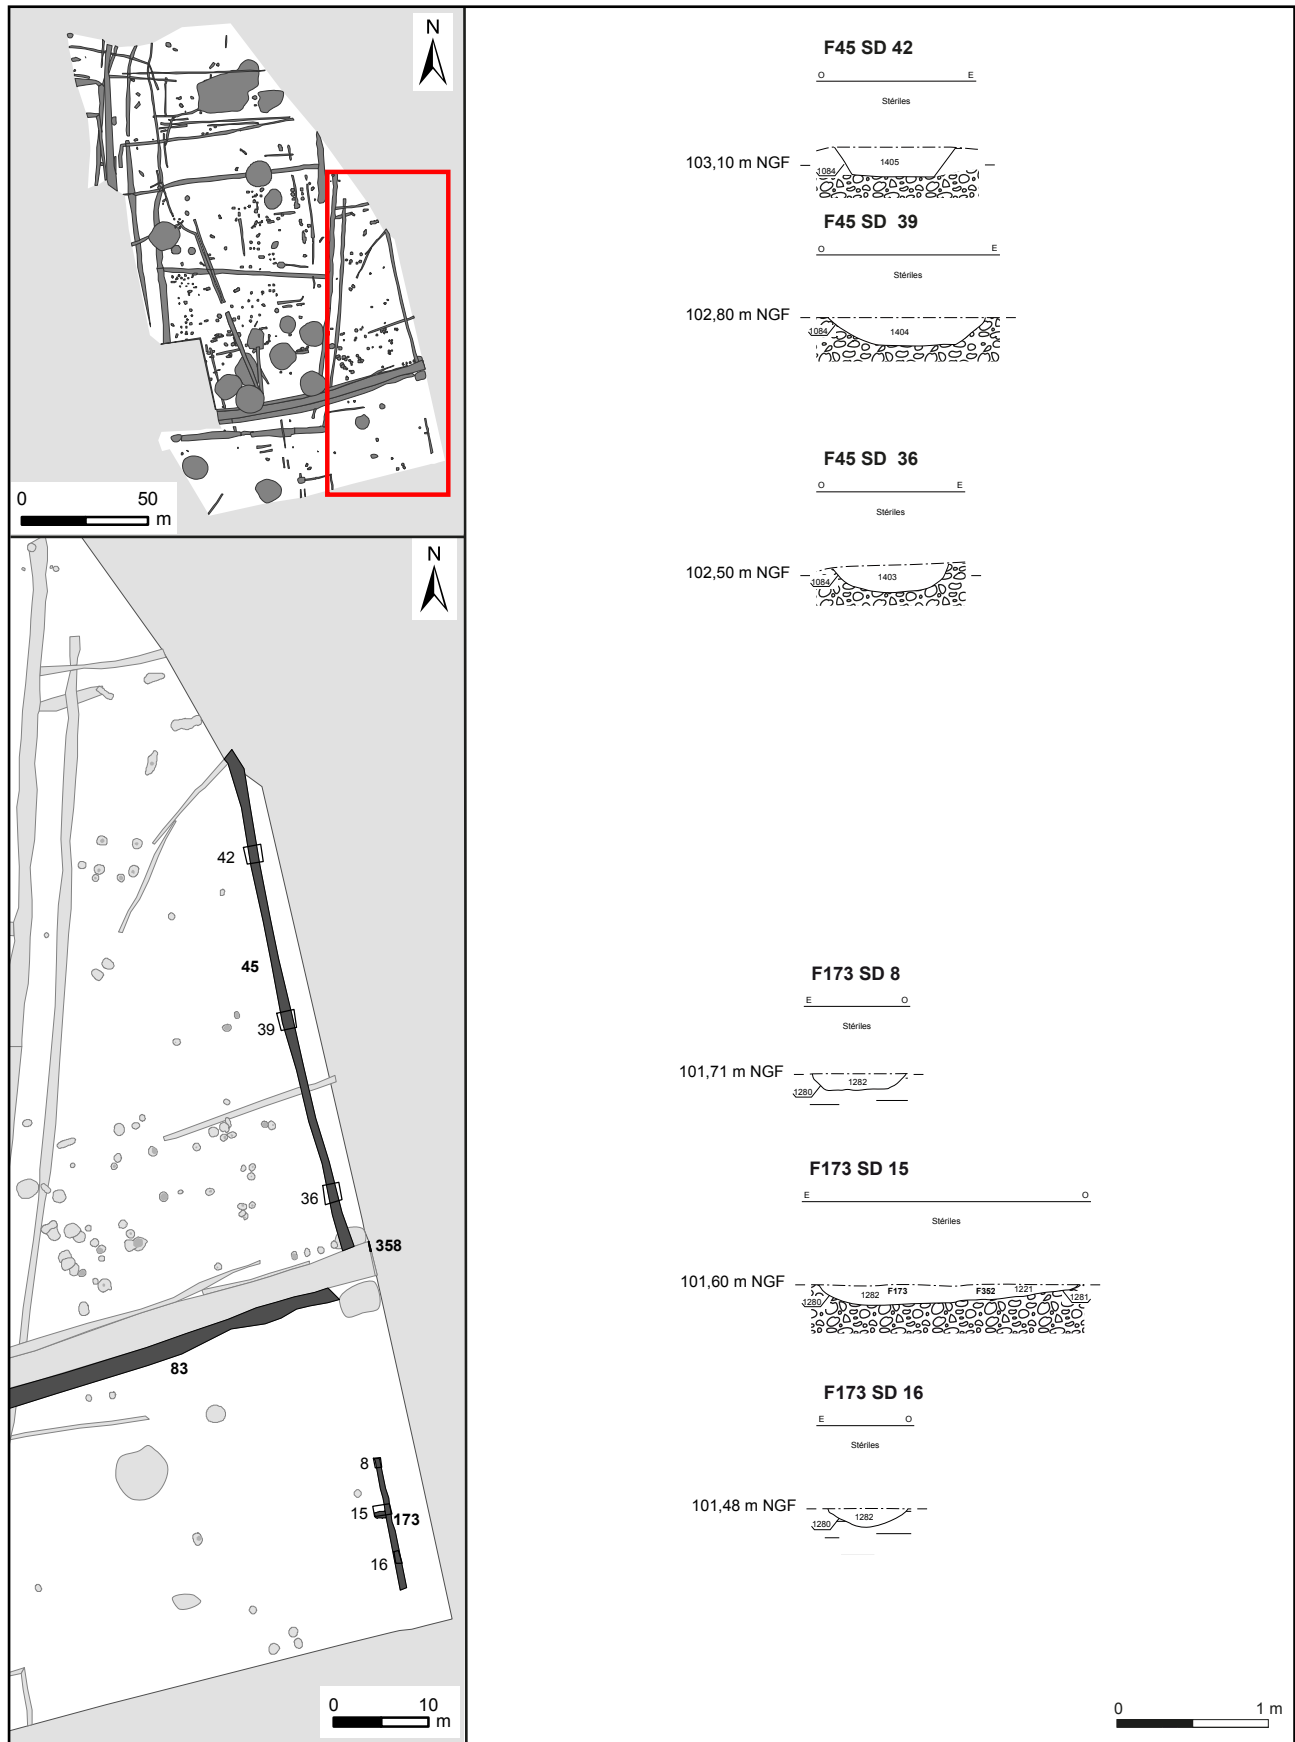 N
0 50
m
N
42
45
39
36
358
83
8
15
173
16
0 10
m
F45 SD 42
O E
Stériles
103,10 m NGF
1405
1084
F45 SD 39
O E
Stériles
102,80 m NGF
1084
1404
F45 SD 36
O E
Stériles
102,50 m NGF
1084
1403
F173 SD 8
E O
Stériles
101,71 m NGF
1282
1280
F173 SD 15
E O
Stériles
101,60 m NGF
1280 1282 F173 F352 1221 1281
F173 SD 16
E O
Stériles
101,48 m NGF
1280 1282
0 1 m